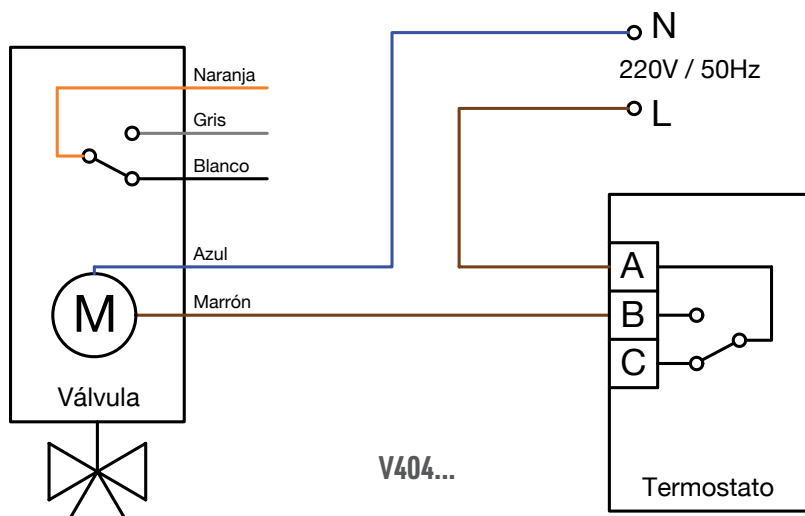 Naranja
Gris
Blanco
Azul
Marrón
M
Válvula
N
220V / 50Hz
L
A
B
C
Termostato
V404...